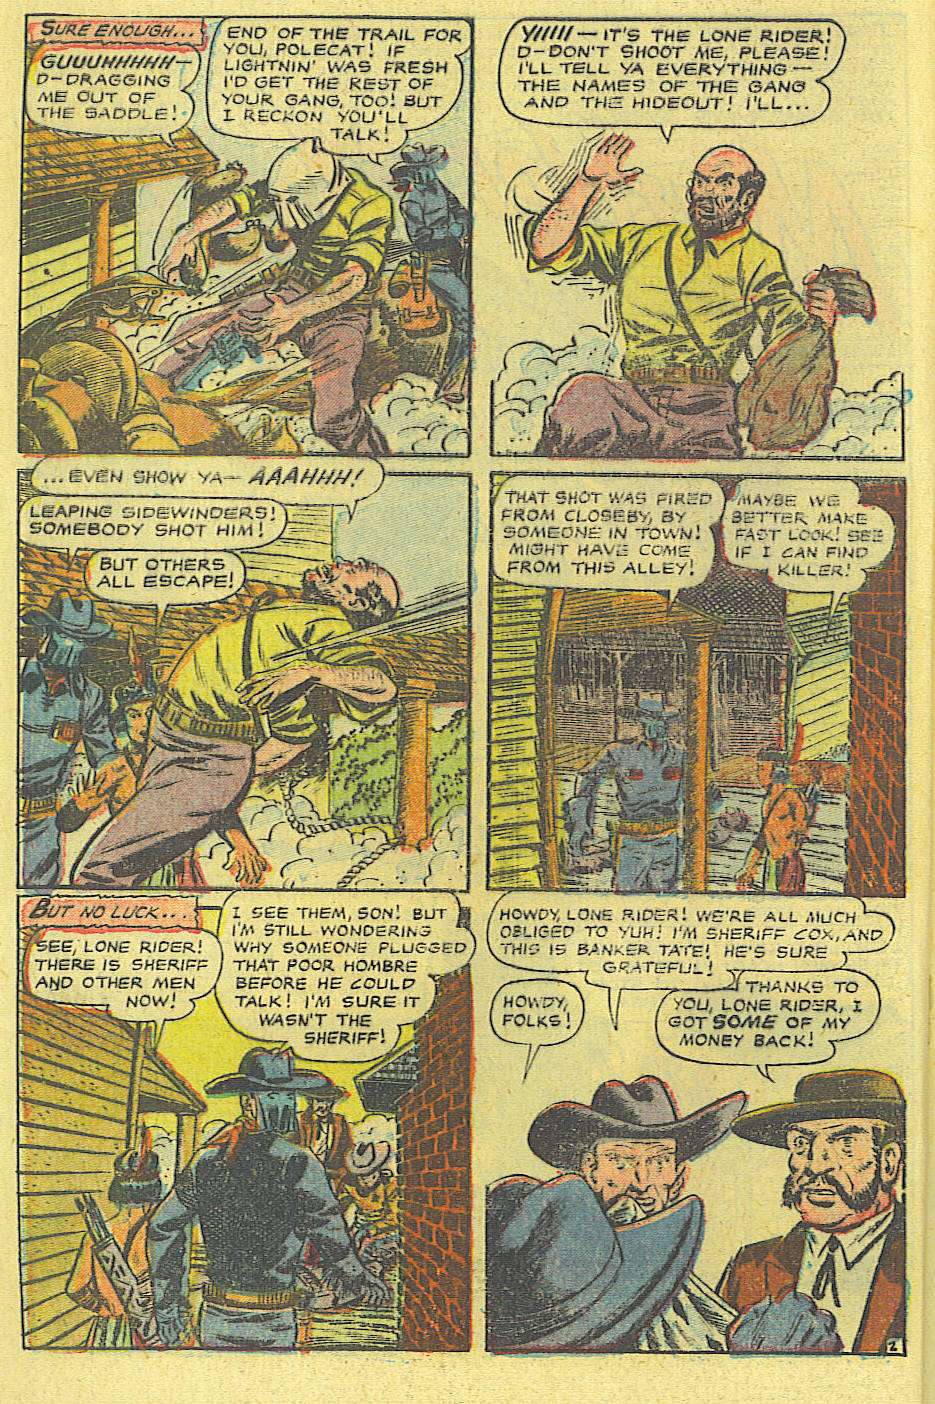 SURE ENOUGH...
GUUUHHHHH—
D-DRAGGING
ME OUT OF
THE SADDLE!
END OF THE TRAIL FOR
YOU, POLECAT! IF
LIGHTNIN' WAS FRESH
I'D GET THE REST OF
YOUR GANG, TOO! BUT
I RECKON YOU'LL
TALK!
YIIIII — IT'S THE LONE RIDER!
D-DON'T SHOOT ME, PLEASE!
I'LL TELL YA EVERYTHING —
THE NAMES OF THE GANG
AND THE HIDEOUT! I'LL...
...EVEN SHOW YA — AAAHHH!
LEAPING SIDEWINDERS!
SOMEBODY SHOT HIM!
BUT OTHERS
ALL ESCAPE!
THAT SHOT WAS FIRED
FROM CLOSEBY, BY
SOMEONE IN TOWN!
MIGHT HAVE COME
FROM THIS ALLEY!
MAYBE WE
BETTER MAKE
FAST LOOK! SEE
IF I CAN FIND
KILLER!
BUT NO LUCK...
SEE, LONE RIDER!
THERE IS SHERIFF
AND OTHER MEN
NOW!
I SEE THEM, SON! BUT
I'M STILL WONDERING
WHY SOMEONE PLUGGED
THAT POOR HOMBRE
BEFORE HE COULD
TALK! I'M SURE IT
WASN'T THE
SHERIFF!
HOWDY, LONE RIDER! WE'RE ALL MUCH
OBLIGED TO YUH! I'M SHERIFF COX, AND
THIS IS BANKER TATE! HE'S SURE
GRATEFUL!
HOWDY,
FOLKS!
THANKS TO
YOU, LONE RIDER, I
GOT SOME OF MY
MONEY BACK!
2